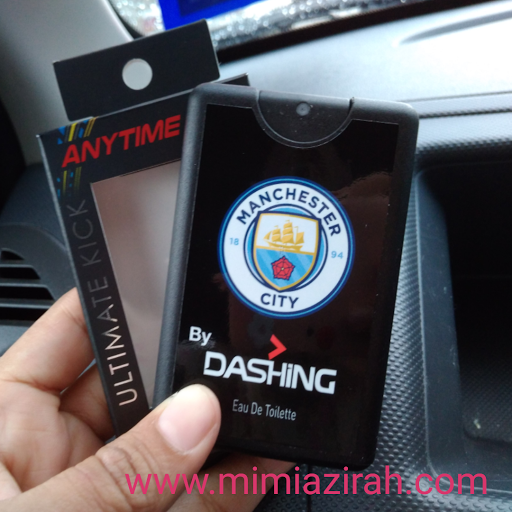 ANYTIME
ULTIMATE KICK
MANCHESTER
18 94
CITY
By
DASHiNG
Eau De Toilette
www.mimiazirah.com